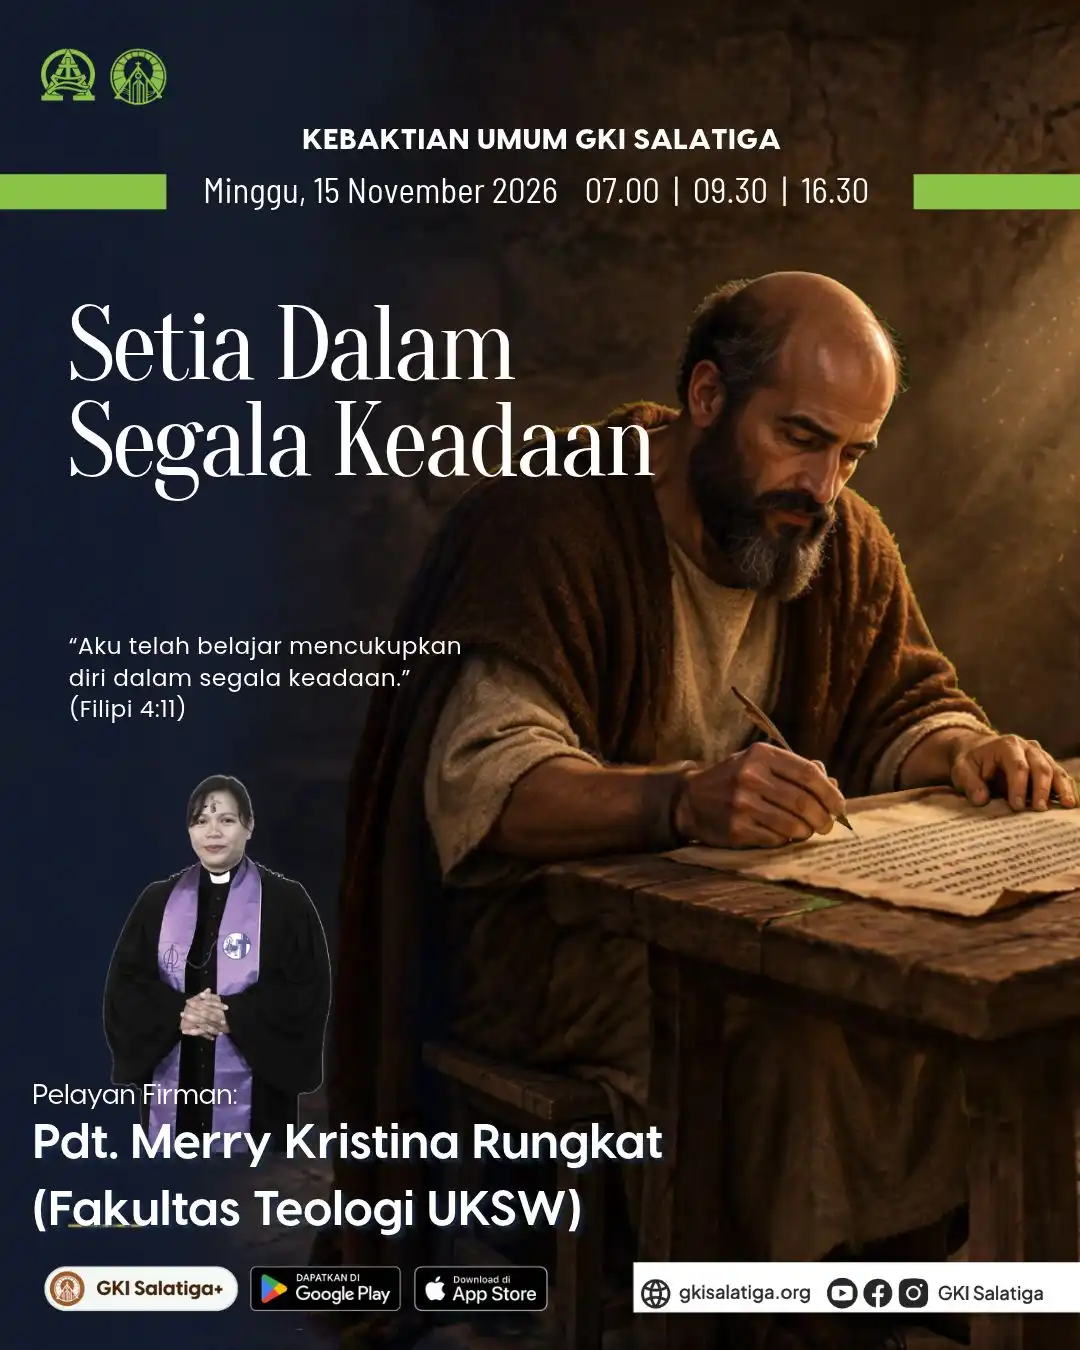 KEBAKTIAN UMUM GKI SALATIGA
Minggu, 15 November 2026 07.00 | 09.30 | 16.30
Setia Dalam
Segala Keadaan
“Aku telah belajar mencukupkan
diri dalam segala keadaan.”
(Filipi 4:11)
Pelayan Firman:
Pdt. Merry Kristina Rungkat
(Fakultas Teologi UKSW)
GKI Salatiga+
DAPATKAN DI
Google Play
Download di
App Store
gkisalatiga.org
GKI Salatiga